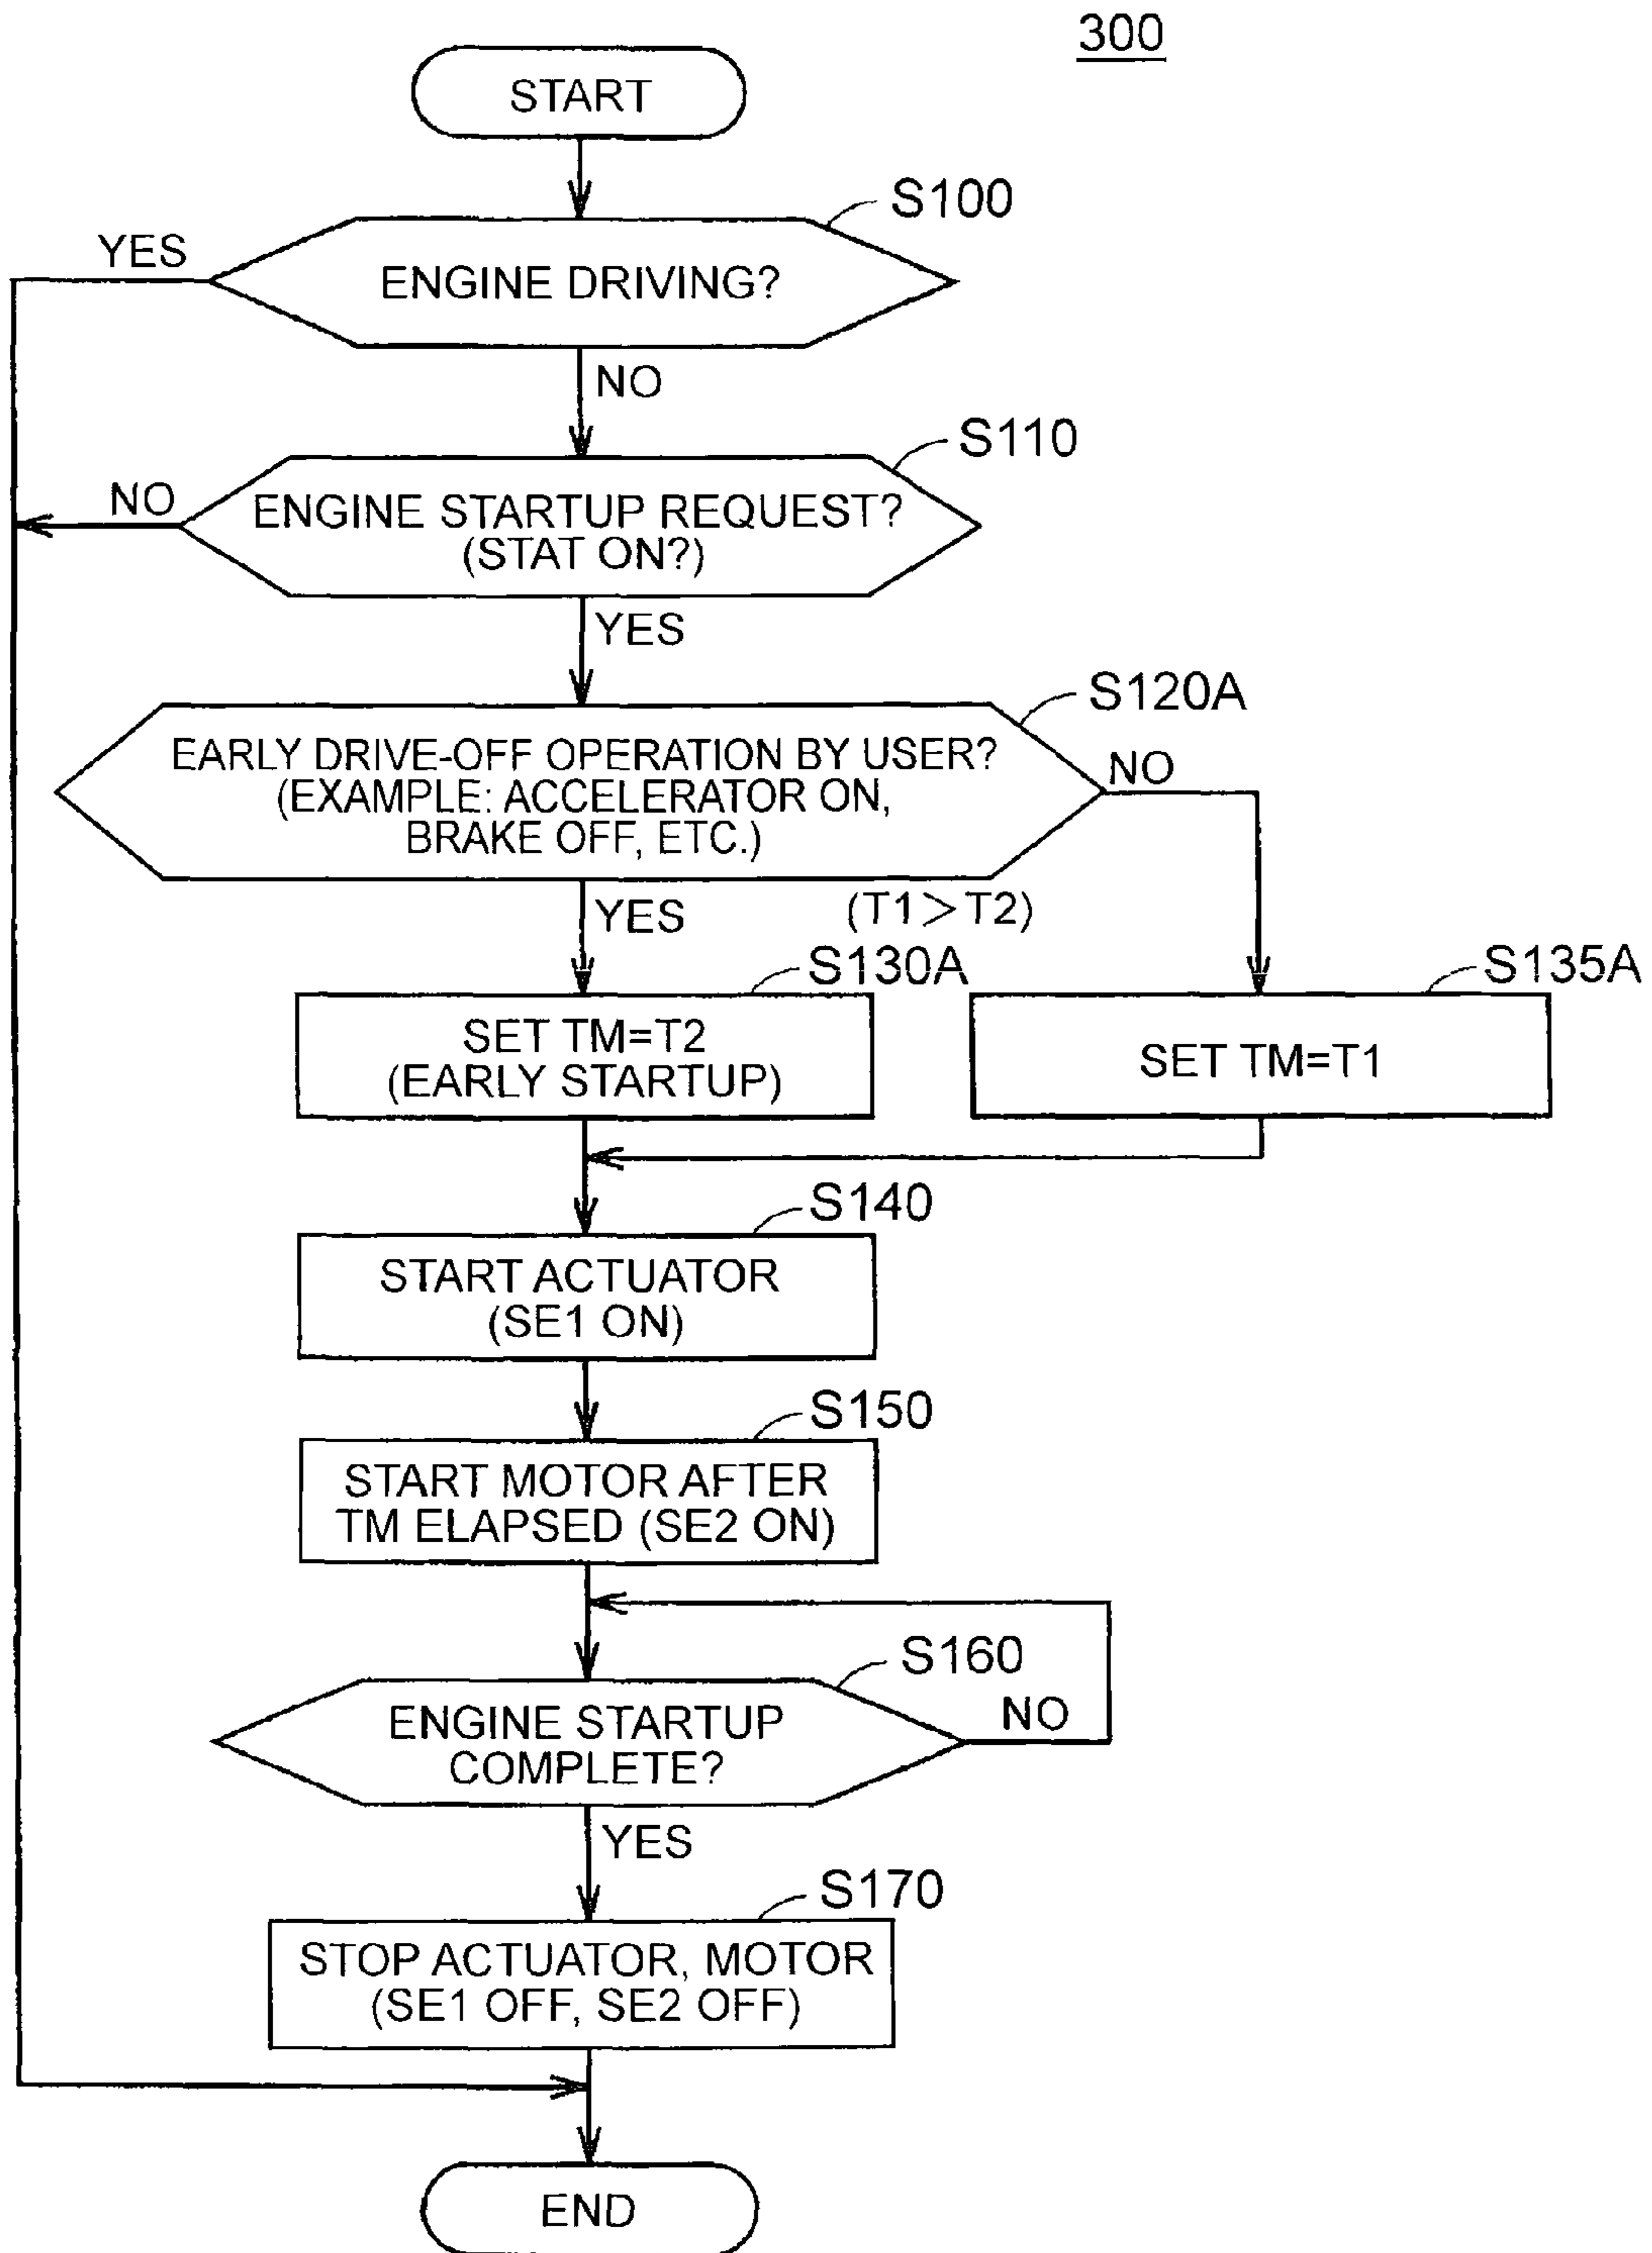 300
START
S100
YES
ENGINE DRIVING?
NO
S110
NO
ENGINE STARTUP REQUEST?
(STAT ON?)
YES
S120A
EARLY DRIVE-OFF OPERATION BY USER?
(EXAMPLE: ACCELERATOR ON,
BRAKE OFF, ETC.)
NO
YES
(T1>T2)
S130A
S135A
SET TM=T2
(EARLY STARTUP)
SET TM=T1
S140
START ACTUATOR
(SE1 ON)
S150
START MOTOR AFTER
TM ELAPSED (SE2 ON)
S160
ENGINE STARTUP
COMPLETE?
NO
YES
S170
STOP ACTUATOR, MOTOR
(SE1 OFF, SE2 OFF)
END